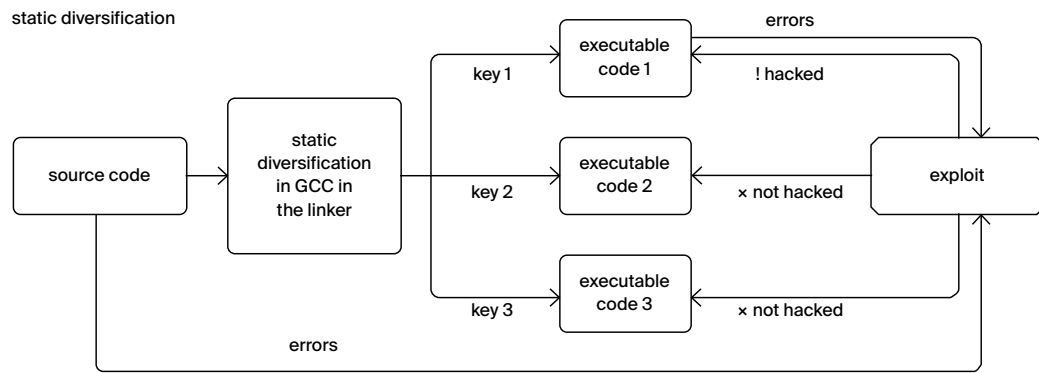 static diversification
errors
executable
code 1
key 1
! hacked
static
diversification
in GCC in
the linker
source code
executable
code 2
key 2
× not hacked
exploit
executable
code 3
key 3
× not hacked
errors